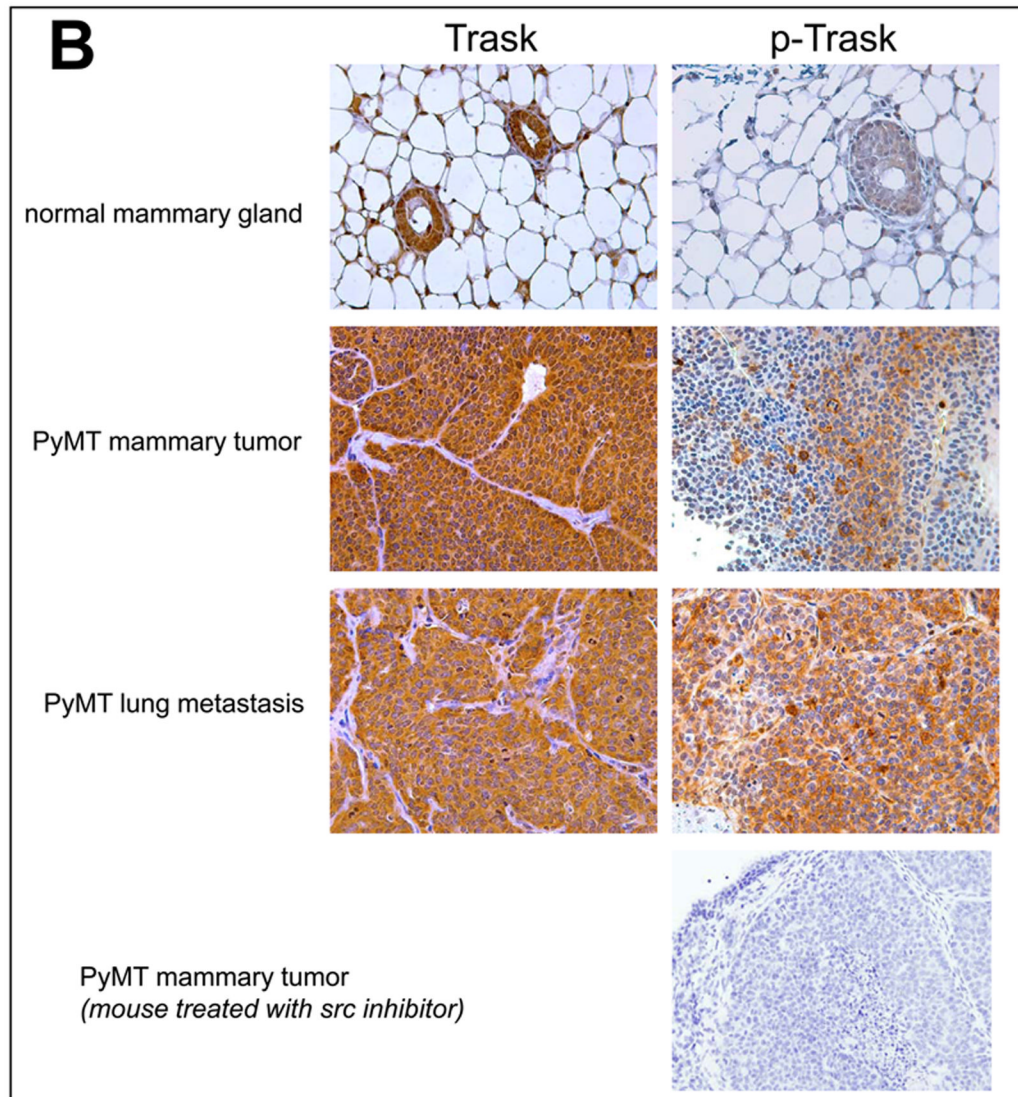 B
Trask
p-Trask
normal mammary gland
PyMT mammary tumor
PyMT lung metastasis
PyMT mammary tumor
(mouse treated with src inhibitor)